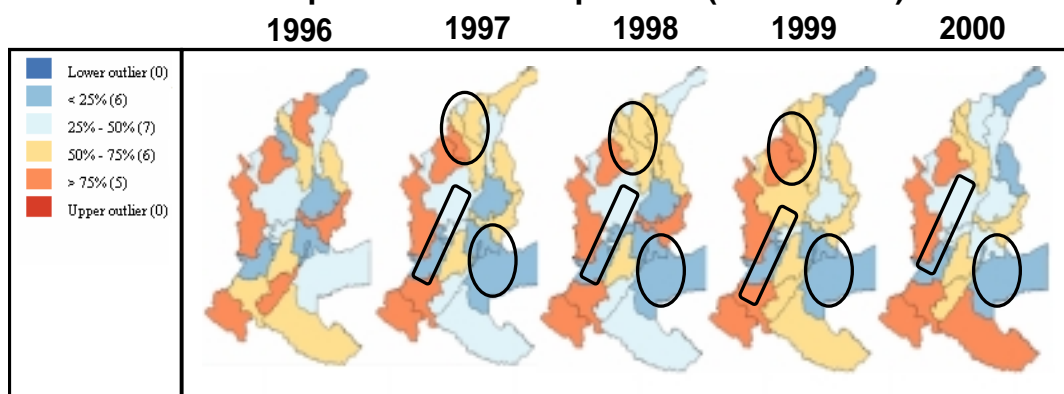 1996 1997 1998 1999 2000
Lower outlier (0)
< 25% (6)
25% - 50% (7)
50% - 75% (6)
> 75% (5)
Upper outlier (0)